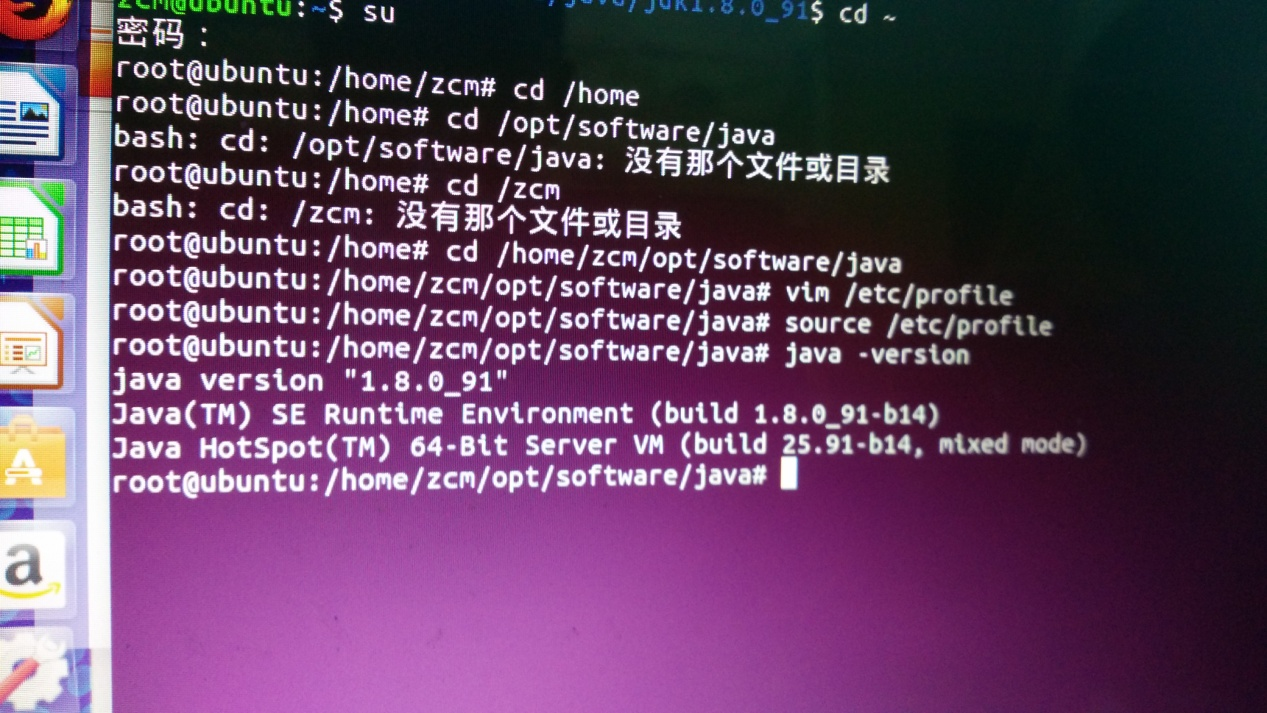 /java/jdk1.8.0_91$ cd ~
zcm@ubuntu:~$ su
密码：
root@ubuntu:/home/zcm# cd /home
root@ubuntu:/home# cd /opt/software/java
bash: cd: /opt/software/java: 没有那个文件或目录
root@ubuntu:/home# cd /zcm
bash: cd: /zcm: 没有那个文件或目录
root@ubuntu:/home# cd /home/zcm/opt/software/java
root@ubuntu:/home/zcm/opt/software/java# vim /etc/profile
root@ubuntu:/home/zcm/opt/software/java# source /etc/profile
root@ubuntu:/home/zcm/opt/software/java# java -version
java version "1.8.0_91"
Java(TM) SE Runtime Environment (build 1.8.0_91-b14)
Java HotSpot(TM) 64-Bit Server VM (build 25.91-b14, mixed mode)
root@ubuntu:/home/zcm/opt/software/java#
a